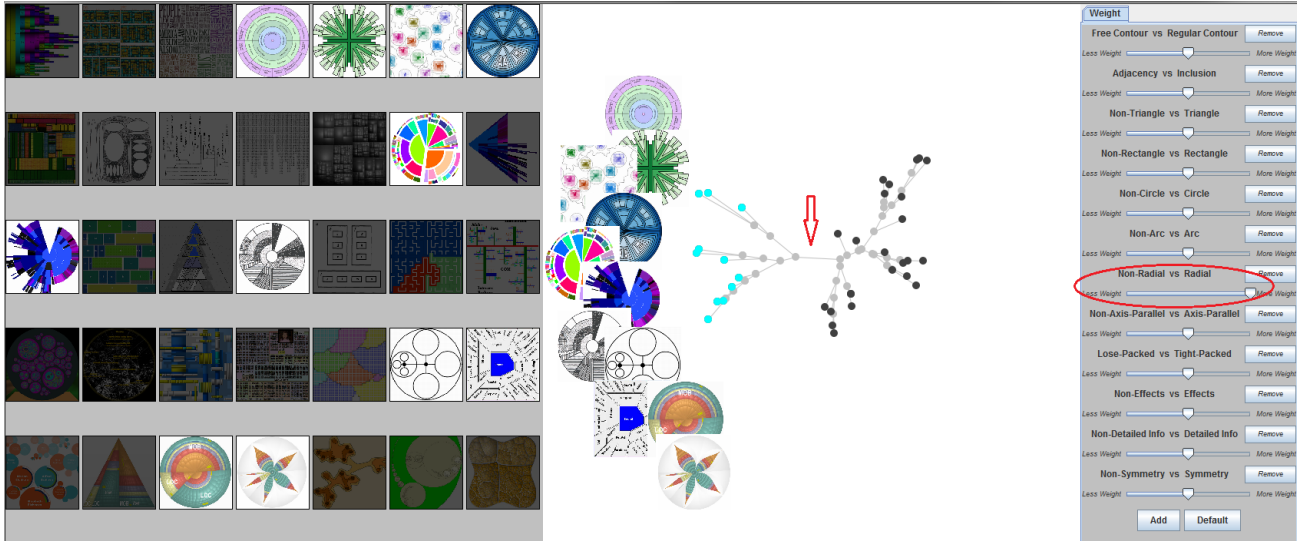 Weight
Free Contour vs Regular Contour Remove
Less Weight More Weight
Adjacency vs Inclusion Remove
Less Weight More Weight
Non-Triangle vs Triangle Remove
Less Weight More Weight
Non-Rectangle vs Rectangle Remove
Less Weight More Weight
Non-Circle vs Circle Remove
Less Weight More Weight
Non-Arc vs Arc Remove
Less Weight More Weight
Non-Radial vs Radial Remove
Less Weight More Weight
Non-Axis-Parallel vs Axis-Parallel Remove
Less Weight More Weight
Lose-Packed vs Tight-Packed Remove
Less Weight More Weight
Non-Effects vs Effects Remove
Less Weight More Weight
Non-Detailed Info vs Detailed Info Remove
Less Weight More Weight
Non-Symmetry vs Symmetry Remove
Less Weight More Weight
Add Default